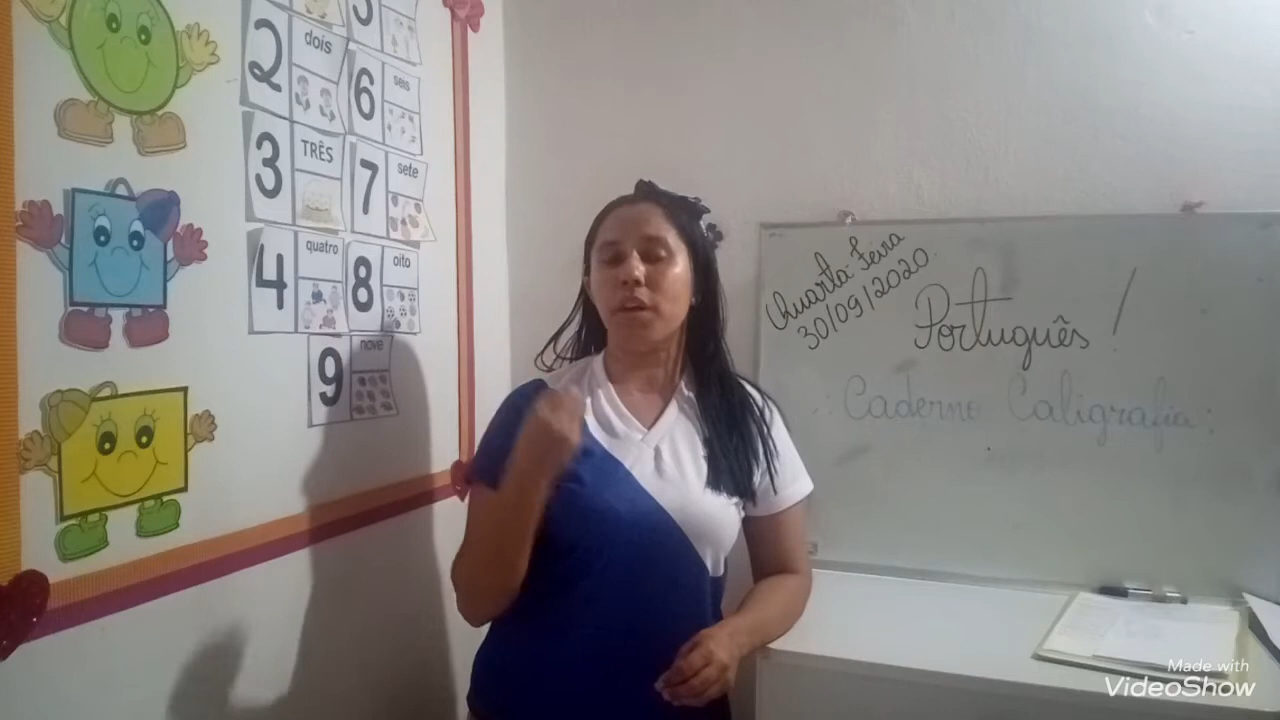 2
dois
3
TRÊS
4
quatro
5
6
seis
7
sete
8
oito
9
nove
Quarta Feira
30/09/2020
Português!
Caderno Caligrafia:
Made with
VideoShow